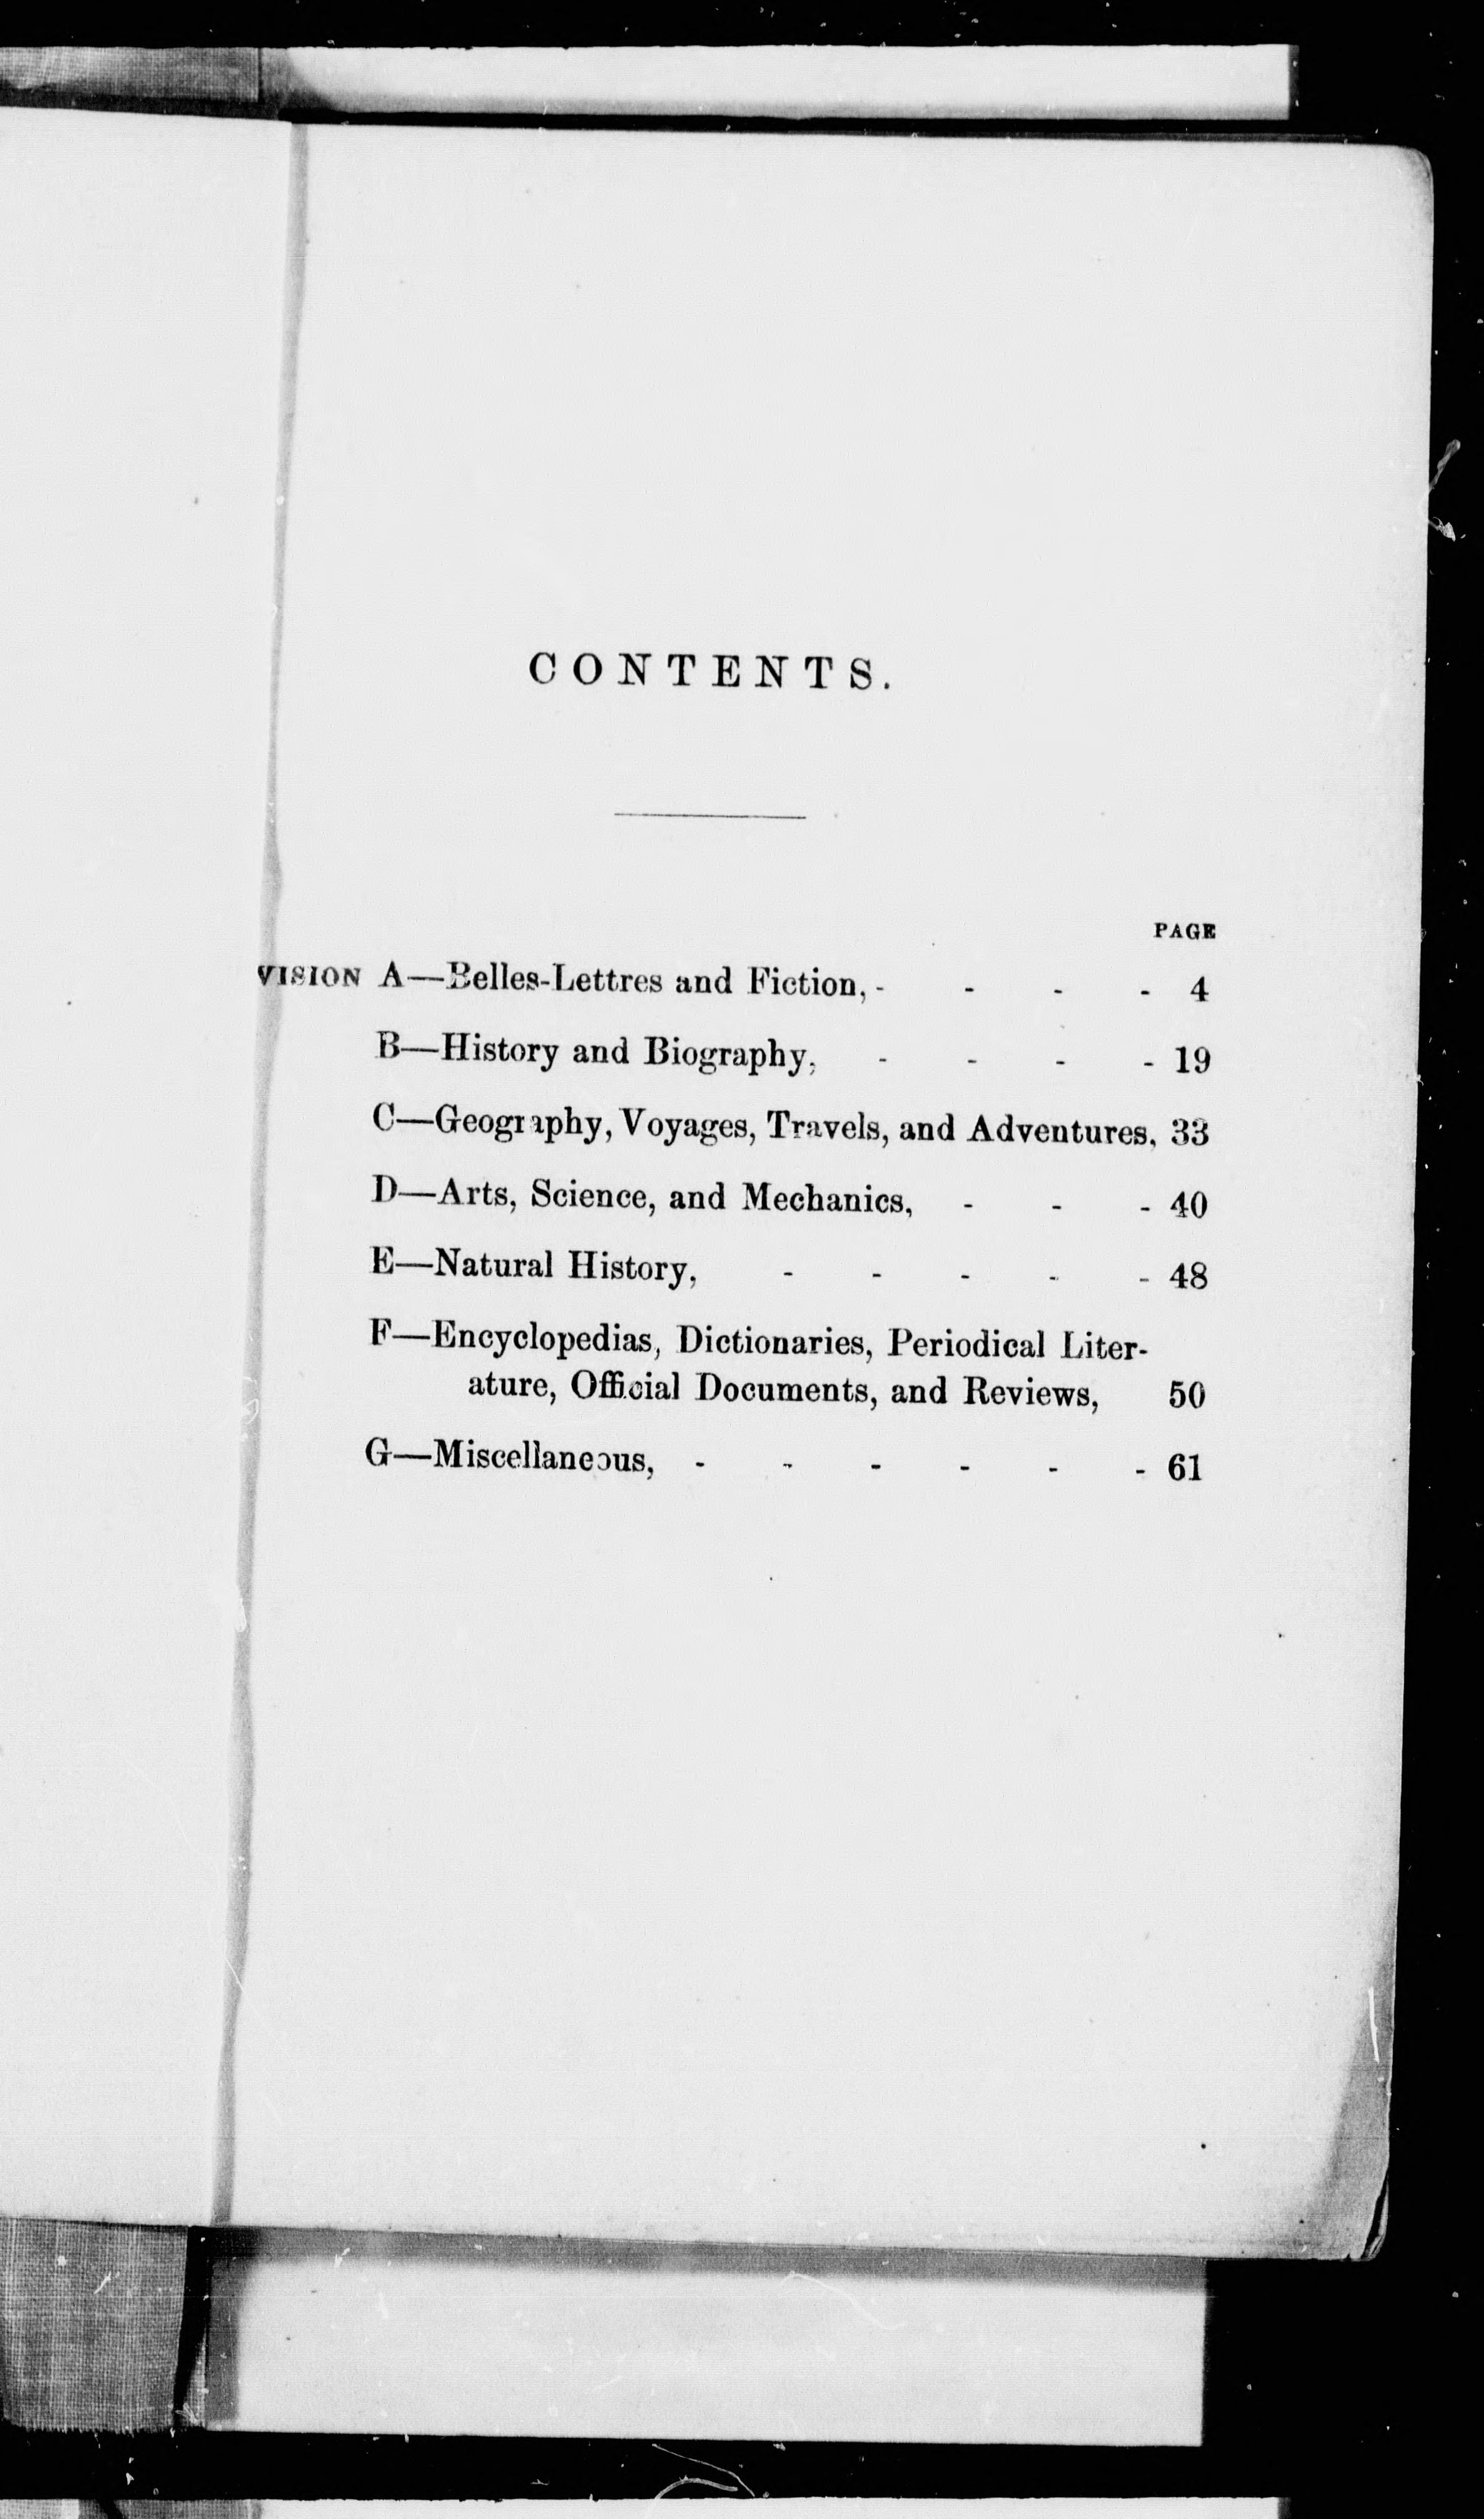 CONTENTS.
PAGE
VISION A—Belles-Lettres and Fiction, - - - - 4
B—History and Biography, - - - - 19
C—Geography, Voyages, Travels, and Adventures, 33
D—Arts, Science, and Mechanics, - - - 40
E—Natural History, - - - - - 48
F—Encyclopedias, Dictionaries, Periodical Liter-
ature, Official Documents, and Reviews, 50
G—Miscellaneous, - - - - - - 61